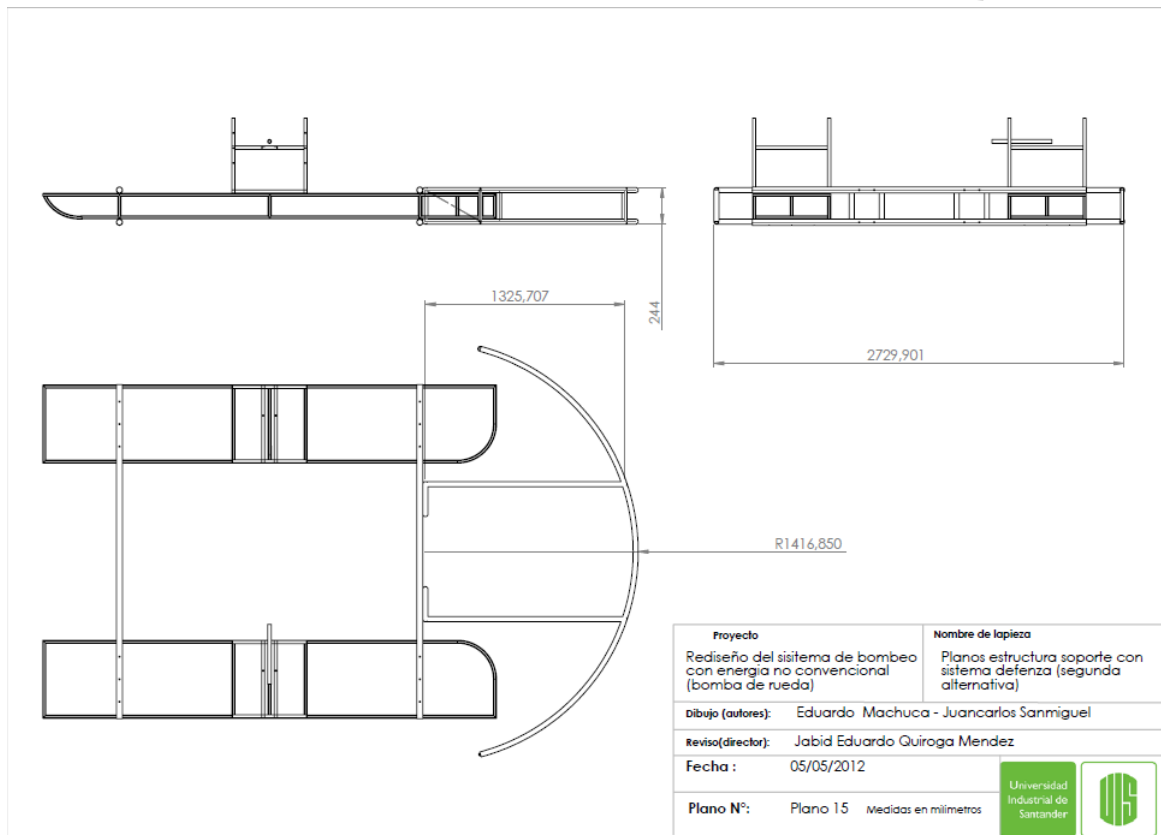 1325,707
244
2729,901
R1416,850
Proyecto
Rediseño del sisitema de bombeo
con energia no convencional
(bomba de rueda)
Nombre de lapieza
Planos estructura soporte con
sistema defenza (segunda
alternativa)
Dibujo (autores): Eduardo Machuca - Juancarlos Sanmiguel
Reviso(director): Jabid Eduardo Quiroga Mendez
Fecha : 05/05/2012
Plano N°: Plano 15 Medidas en milimetros
Universidad
Industrial de
Santander